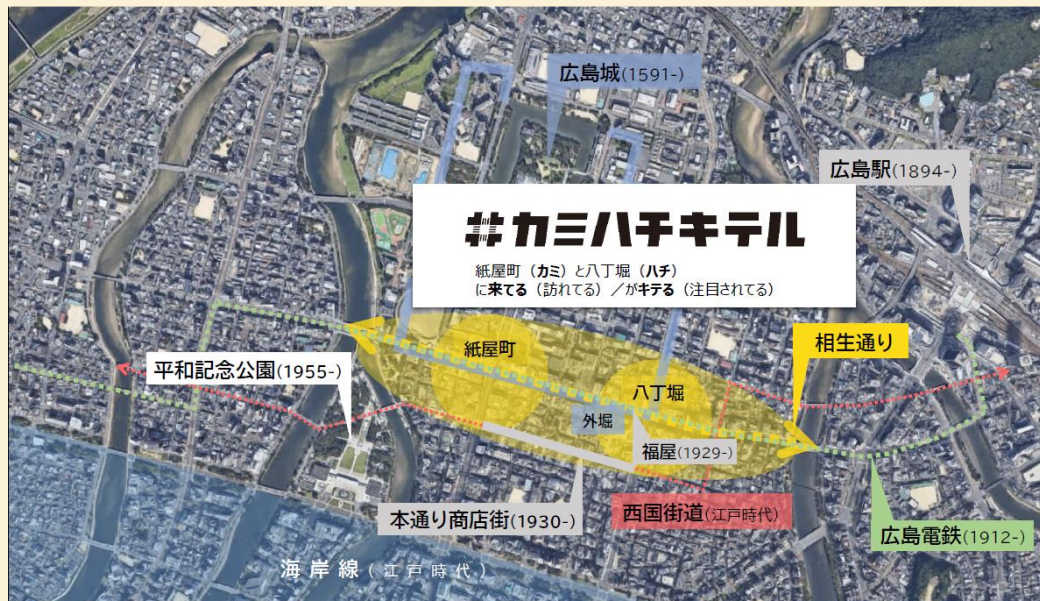 広島城(1591-)
広島駅(1894-)
#カミハチキテル
紙屋町（カミ）と八丁堀（ハチ）
に来てる（訪れてる）／がキテる（注目されてる）
相生通り
紙屋町
平和記念公園(1955-)
八丁堀
外堀
福屋(1929-)
本通り商店街(1930-)
西国街道(江戸時代)
広島電鉄(1912-)
海岸線(江戸時代)